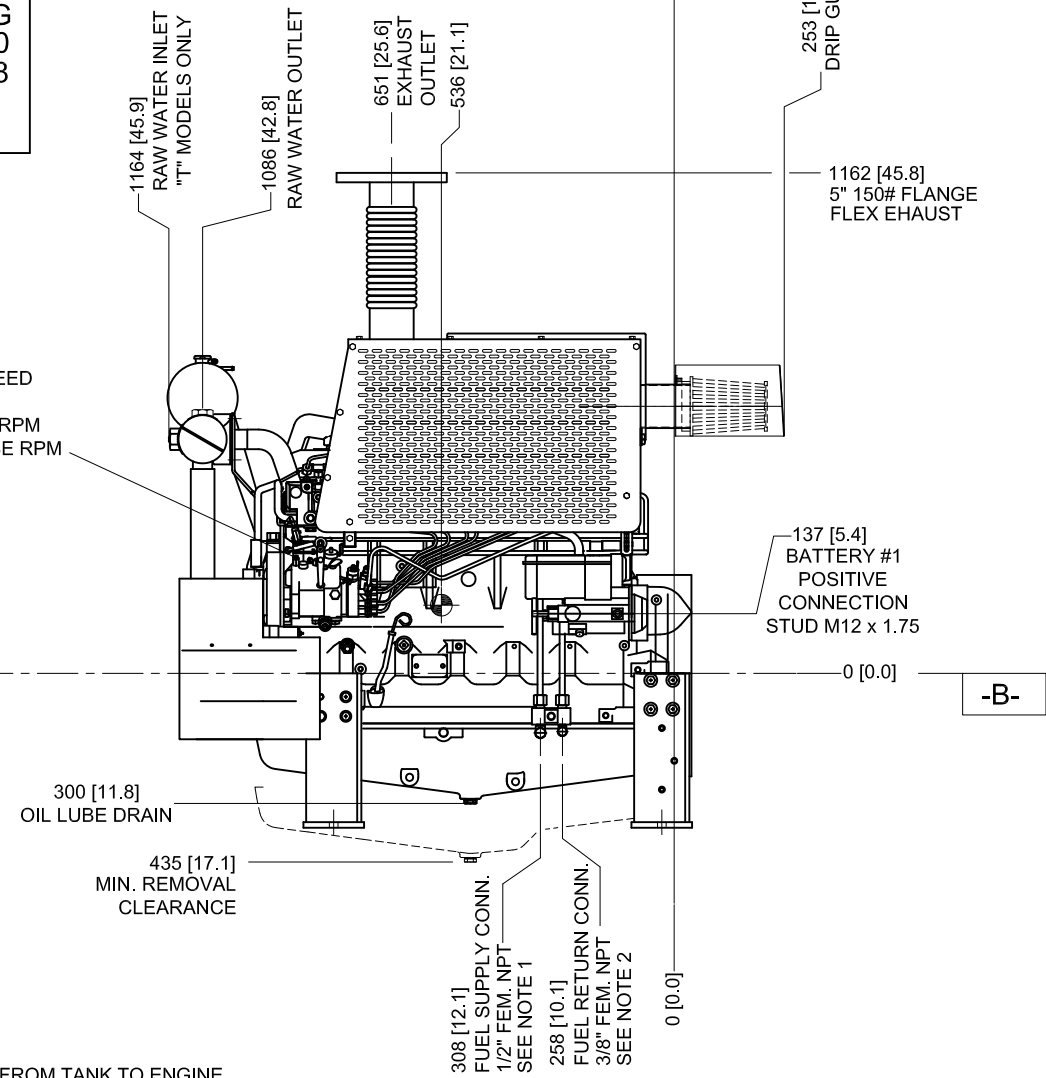 G
0
3
1164 [45.9]
RAW WATER INLET
"T" MODELS ONLY
1086 [42.8]
RAW WATER OUTLET
651 [25.6]
EXHAUST
OUTLET
536 [21.1]
253 [1
DRIP GU
1162 [45.8]
5" 150# FLANGE
FLEX EHAUST
EED
RPM
E RPM
137 [5.4]
BATTERY #1
POSITIVE
CONNECTION
STUD M12 x 1.75
0 [0.0]
-B-
300 [11.8]
OIL LUBE DRAIN
435 [17.1]
MIN. REMOVAL
CLEARANCE
308 [12.1]
FUEL SUPPLY CONN.
1/2" FEM. NPT
SEE NOTE 1
258 [10.1]
FUEL RETURN CONN.
3/8" FEM. NPT
SEE NOTE 2
0 [0.0]
FROM TANK TO ENGINE